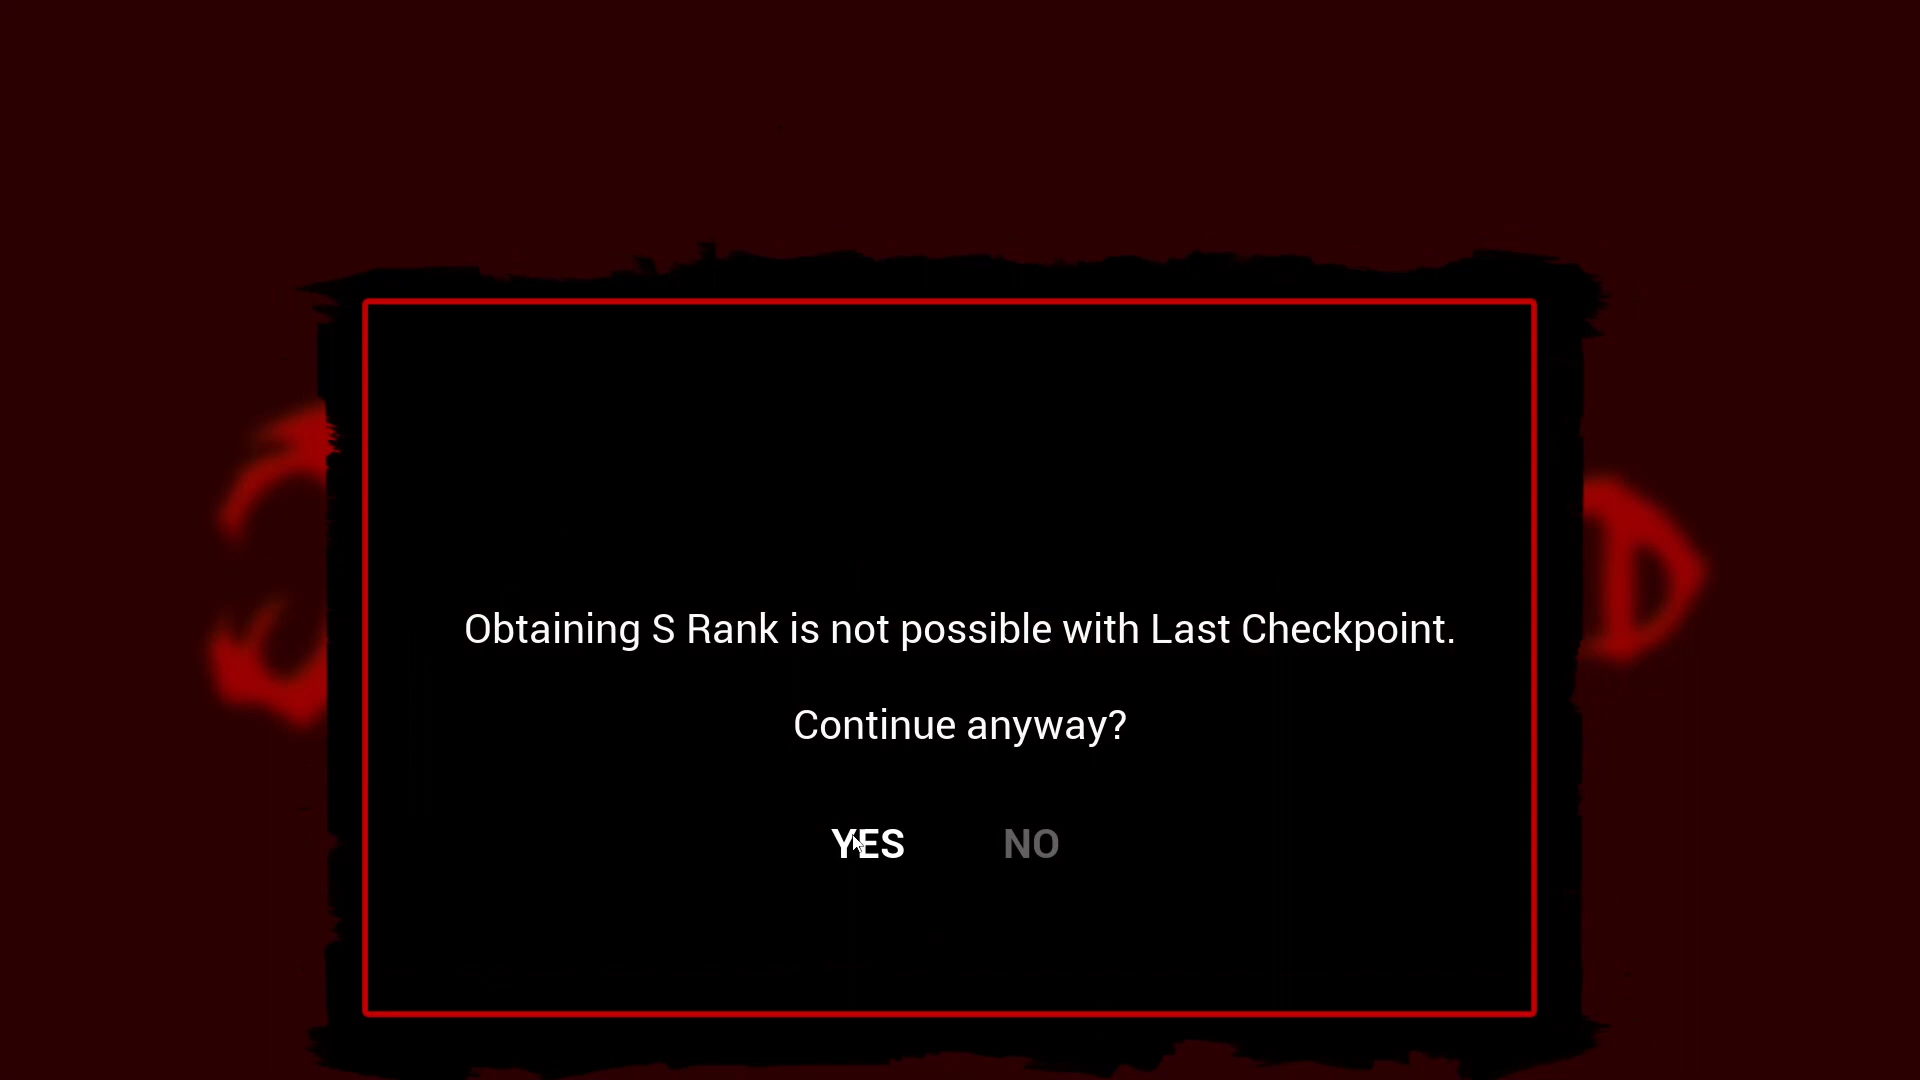 Obtaining S Rank is not possible with Last Checkpoint.
Continue anyway?
YES NO